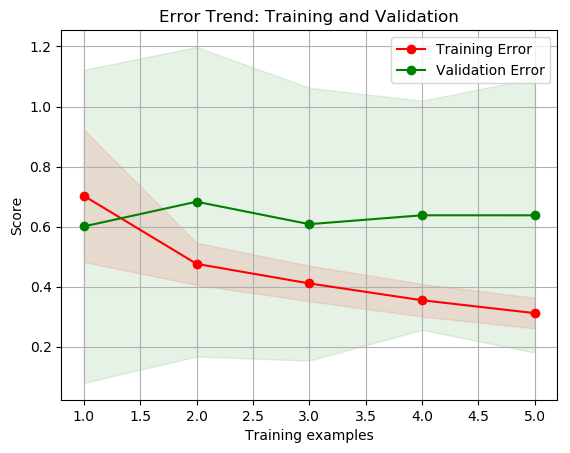 Error Trend: Training and Validation
Training Error
Validation Error
Score
1.2
1.0
0.8
0.6
0.4
0.2
1.0 1.5 2.0 2.5 3.0 3.5 4.0 4.5 5.0
Training examples